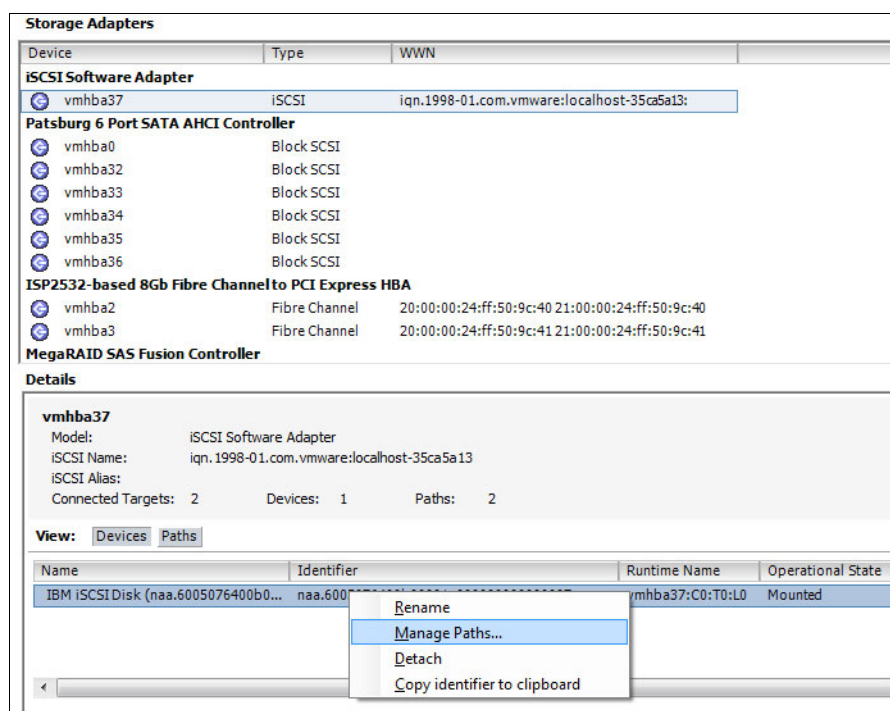 Storage Adapters
Device Type WWN
iSCSI Software Adapter
vmhba37 iSCSI iqn.1998-01.com.vmware:localhost-35ca5a13:
Patsburg 6 Port SATA AHCI Controller
vmhba0 Block SCSI
vmhba32 Block SCSI
vmhba33 Block SCSI
vmhba34 Block SCSI
vmhba35 Block SCSI
vmhba36 Block SCSI
ISP2532-based 8Gb Fibre Channel to PCI Express HBA
vmhba2 Fibre Channel 20:00:00:24:ff:50:9c:40 21:00:00:24:ff:50:9c:40
vmhba3 Fibre Channel 20:00:00:24:ff:50:9c:41 21:00:00:24:ff:50:9c:41
MegaRAID SAS Fusion Controller
Details
vmhba37
Model: iSCSI Software Adapter
iSCSI Name: iqn.1998-01.com.vmware:localhost-35ca5a13
iSCSI Alias:
Connected Targets: 2 Devices: 1 Paths: 2
View: Devices Paths
Name Identifier Runtime Name Operational State
IBM iSCSI Disk (naa.6005076400b0... vmhba37:C0:T0:L0 Mounted
Rename
Manage Paths...
Detach
Copy identifier to clipboard